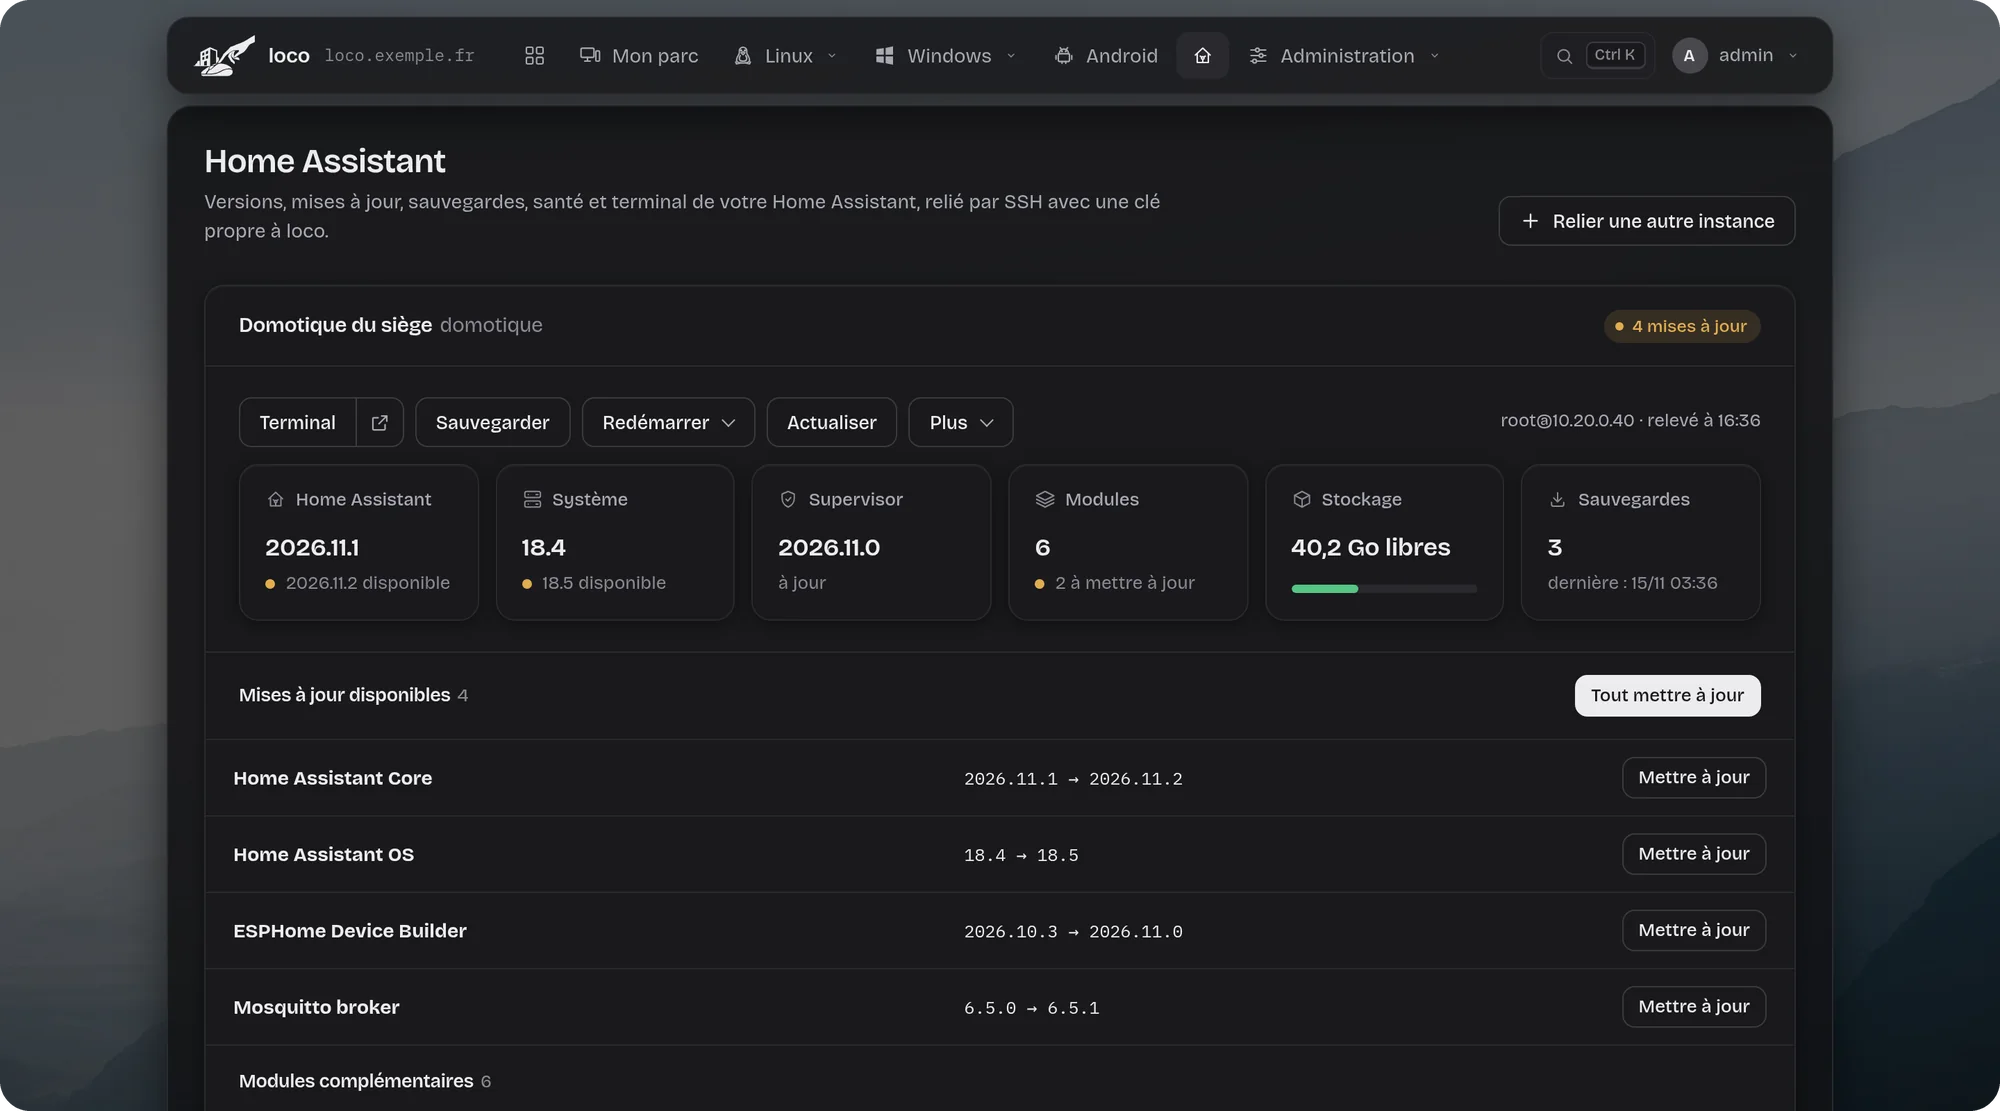 loco loco.exemple.fr Mon parc Linux Windows Android Administration Ctrl K A admin
Home Assistant
Versions, mises à jour, sauvegardes, santé et terminal de votre Home Assistant, relié par SSH avec une clé
propre à loco.
Relier une autre instance
Domotique du siège domotique
4 mises à jour
Terminal Sauvegarder Redémarrer Actualiser Plus
root@10.20.0.40 · relevé à 16:36
Home Assistant
2026.11.1
2026.11.2 disponible
Système
18.4
18.5 disponible
Supervisor
2026.11.0
à jour
Modules
6
2 à mettre à jour
Stockage
40,2 Go libres
Sauvegardes
3
dernière : 15/11 03:36
Mises à jour disponibles 4
Tout mettre à jour
Home Assistant Core 2026.11.1 → 2026.11.2 Mettre à jour
Home Assistant OS 18.4 → 18.5 Mettre à jour
ESPHome Device Builder 2026.10.3 → 2026.11.0 Mettre à jour
Mosquitto broker 6.5.0 → 6.5.1 Mettre à jour
Modules complémentaires 6